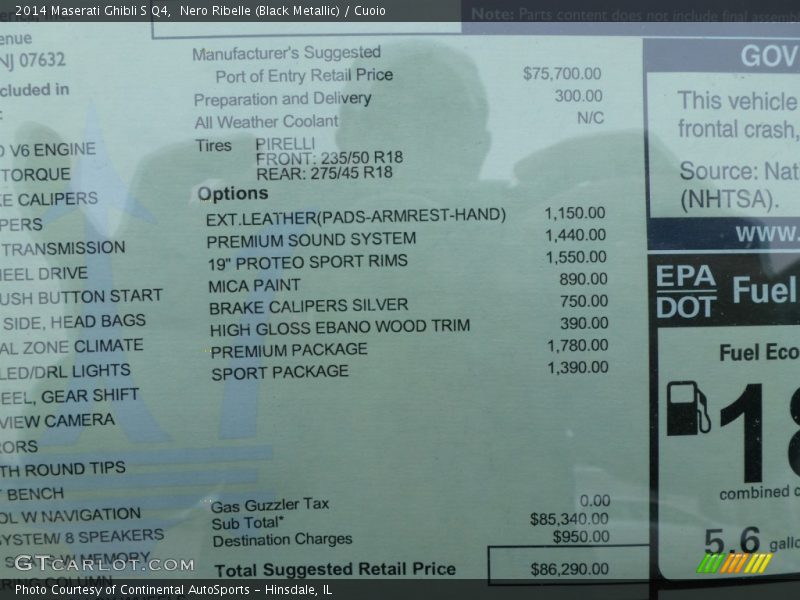 2014 Maserati Ghibli S Q4,  Nero Ribelle (Black Metallic) / Cuoio
Note: Parts content does not include final assemb
enue
NJ 07632
cluded in
Manufacturer's Suggested
Port of Entry Retail Price $75,700.00
Preparation and Delivery 300.00
All Weather Coolant N/C
Tires PIRELLI
FRONT: 235/50 R18
REAR: 275/45 R18
Options
EXT.LEATHER(PADS-ARMREST-HAND) 1,150.00
PREMIUM SOUND SYSTEM 1,440.00
19" PROTEO SPORT RIMS 1,550.00
MICA PAINT 890.00
BRAKE CALIPERS SILVER 750.00
HIGH GLOSS EBANO WOOD TRIM 390.00
PREMIUM PACKAGE 1,780.00
SPORT PACKAGE 1,390.00
Gas Guzzler Tax 0.00
Sub Total* $85,340.00
Destination Charges $950.00
Total Suggested Retail Price $86,290.00
V6 ENGINE
TORQUE
KE CALIPERS
PERS
TRANSMISSION
HEEL DRIVE
USH BUTTON START
SIDE, HEAD BAGS
AL ZONE CLIMATE
LED/DRL LIGHTS
EEL, GEAR SHIFT
VIEW CAMERA
RORS
TH ROUND TIPS
T BENCH
OL W NAVIGATION
SYSTEM/ 8 SPEAKERS
SEATS W MEMORY
ERING COLUMN
GOV
This vehicle
frontal crash,
Source: Nat
(NHTSA).
www.
EPA
DOT
Fuel
Fuel Eco
18
combined c
5.6 gallo
GTcarlot.com
Photo Courtesy of Continental AutoSports – Hinsdale, IL